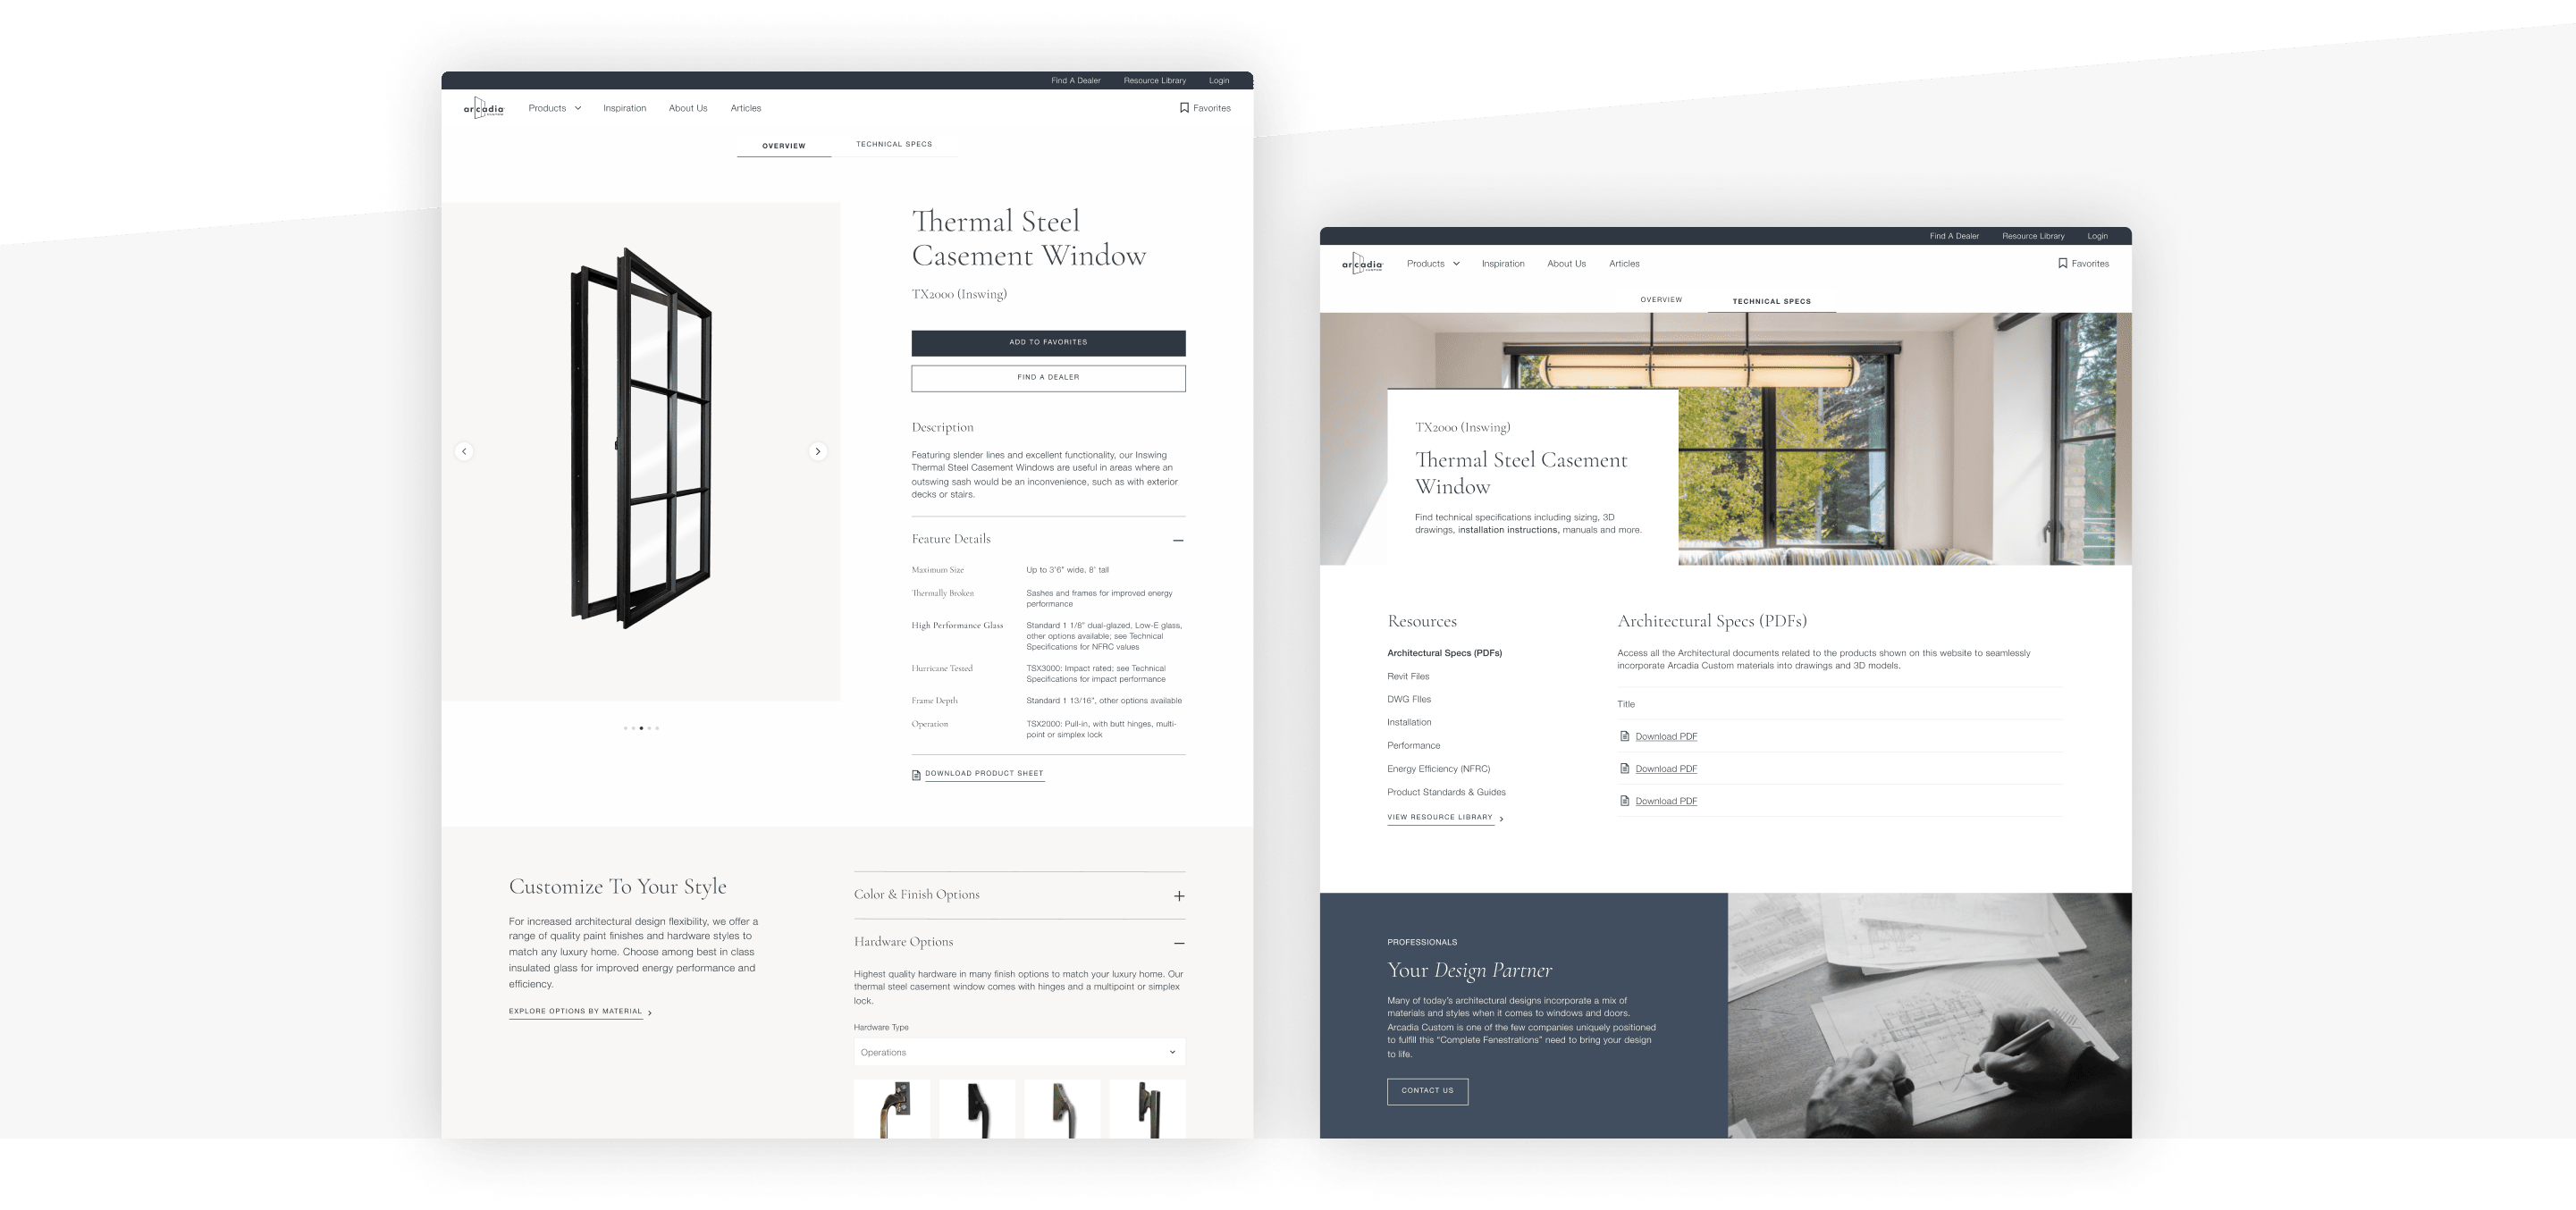 Find A Dealer Resource Library Login
arcadia Products Inspiration About Us Articles Favorites
OVERVIEW TECHNICAL SPECS
Thermal Steel
Casement Window
TX2000 (Inswing)
ADD TO FAVORITES
FIND A DEALER
Description
Featuring slender lines and excellent functionality, our Inswing
Thermal Steel Casement Windows are useful in areas where an
outswing sash would be an inconvenience, such as with exterior
decks or stairs.
Feature Details
Maximum Size Up to 3'6" wide, 8' tall
Thermally Broken Sashes and frames for improved energy
performance
High Performance Glass Standard 1 1/8" dual-glazed, Low-E glass,
other options available; see Technical
Specifications for NFRC values
Hurricane Tested TSX3000: Impact rated; see Technical
Specifications for impact performance
Frame Depth Standard 1 13/16", other options available
Operation TSX2000: Pull-in, with butt hinges, multi-
point or simplex lock
DOWNLOAD PRODUCT SHEET
Customize To Your Style
For increased architectural design flexibility, we offer a
range of quality paint finishes and hardware styles to
match any luxury home. Choose among best in class
insulated glass for improved energy performance and
efficiency.
EXPLORE OPTIONS BY MATERIAL
Color & Finish Options
Hardware Options
Highest quality hardware in many finish options to match your luxury home. Our
thermal steel casement window comes with hinges and a multipoint or simplex
lock.
Hardware Type
Operations
Find A Dealer Resource Library Login
arcadia Products Inspiration About Us Articles Favorites
OVERVIEW TECHNICAL SPECS
TX2000 (Inswing)
Thermal Steel Casement
Window
Find technical specifications including sizing, 3D
drawings, installation instructions, manuals and more.
Resources
Architectural Specs (PDFs)
Revit Files
DWG FIles
Installation
Performance
Energy Efficiency (NFRC)
Product Standards & Guides
VIEW RESOURCE LIBRARY
Architectural Specs (PDFs)
Access all the Architectural documents related to the products shown on this website to seamlessly
incorporate Arcadia Custom materials into drawings and 3D models.
Title
Download PDF
Download PDF
Download PDF
PROFESSIONALS
Your Design Partner
Many of today's architectural designs incorporate a mix of
materials and styles when it comes to windows and doors.
Arcadia Custom is one of the few companies uniquely positioned
to fulfill this "Complete Fenestrations" need to bring your design
to life.
CONTACT US